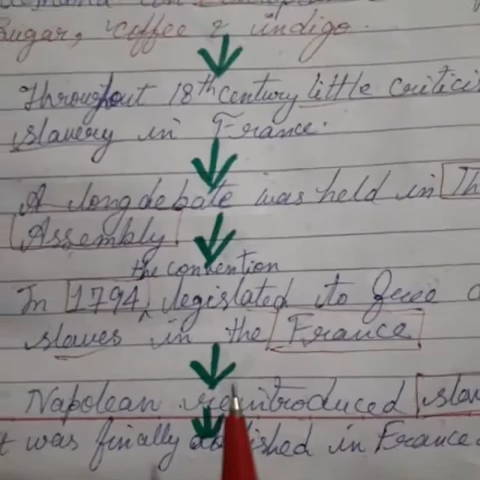 Sugar, coffee & indigo.
Throughout 18th century little
slavery in France.
A long debate was held in
Assembly
the convention
In 1794, legislated to free
slaves ^ in the France
Napolean reintroduced
it was finally abolished in France